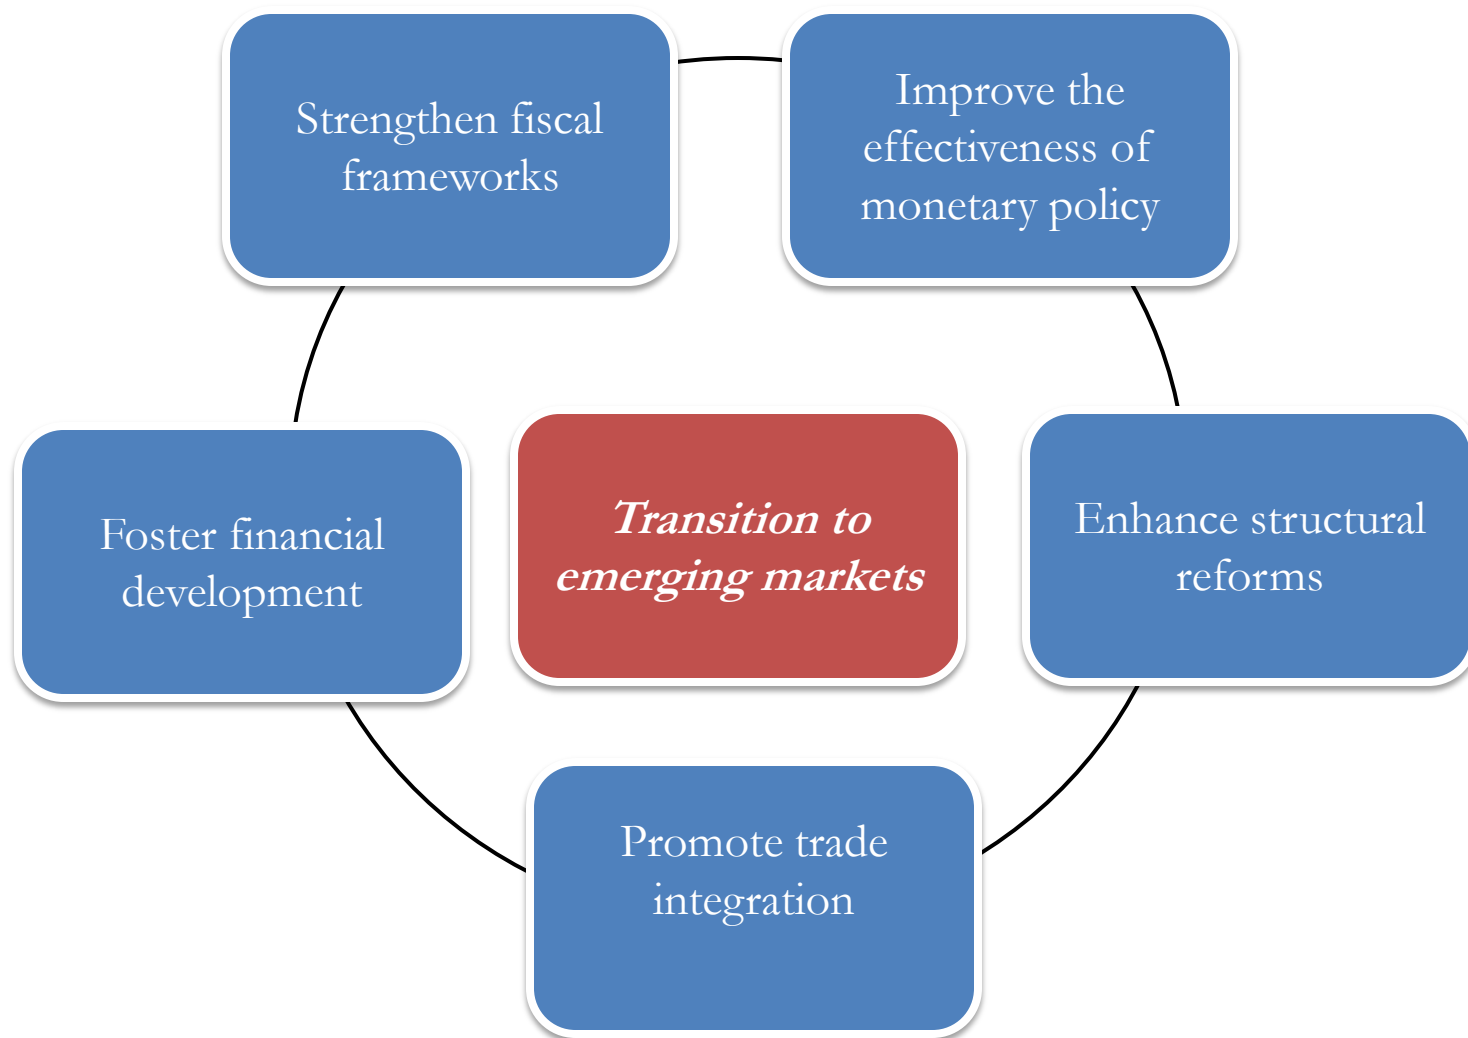 Strengthen fiscal
frameworks
Improve the
effectiveness of
monetary policy
Foster financial
development
Transition to
emerging markets
Enhance structural
reforms
Promote trade
integration